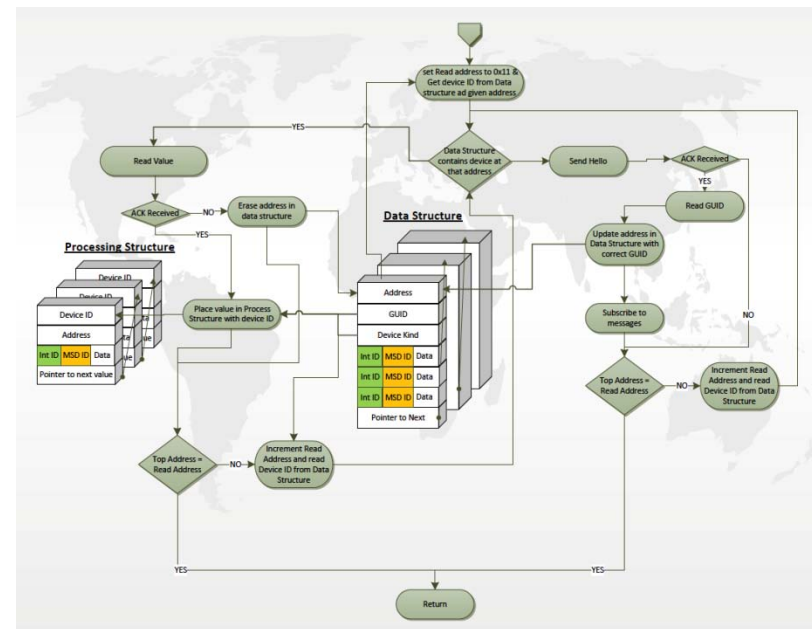 set Read address to 0x11 &
Get device ID from Data
structure ad given address
YES
Read Value
Data Structure
contains device at
that address
Send Hello
ACK Received
YES
Read GUID
ACK Received
NO
Erase address in
data structure
YES
Data Structure
Update address in
Data Structure with
correct GUID
Processing Structure
Device ID
Device ID
Device ID
Address
Int ID MSD ID Data
Pointer to next value
Place value in Process
Structure with device ID
Address
GUID
Device Kind
Int ID MSD ID Data
Int ID MSD ID Data
Int ID MSD ID Data
Pointer to Next
Subscribe to
messages
NO
Top Address =
Read Address
NO
Increment Read
Address and read
Device ID from Data
Structure
Top Address =
Read Address
NO
Increment Read
Address and read
Device ID from Data
Structure
YES
YES
Return